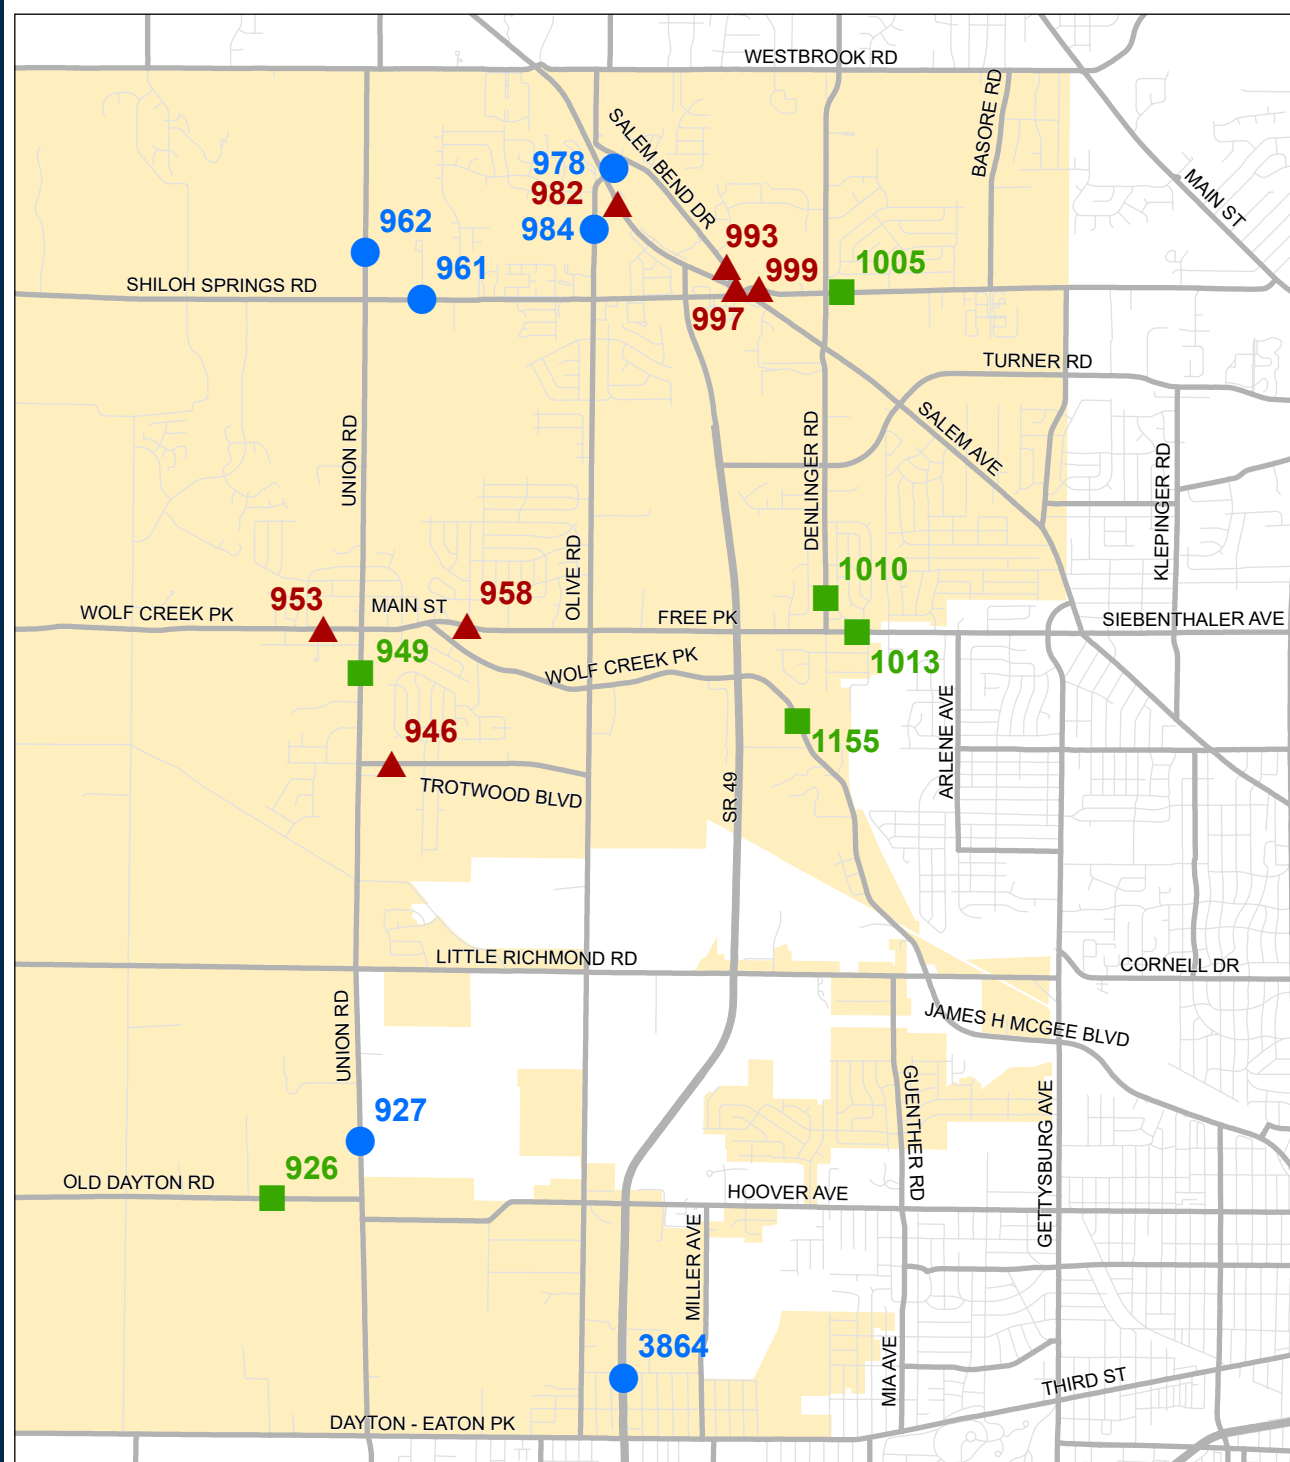 WESTBROOK RD
BASORE RD
SALEM BEND DR
MAIN ST
978
982
984
962
961
993
999
1005
997
SHILOH SPRINGS RD
TURNER RD
SALEM AVE
UNION RD
DENLINGER RD
KLEPINGER RD
OLIVE RD
1010
953
MAIN ST
958
WOLF CREEK PK
FREE PK
SIEBENTHALER AVE
949
WOLF CREEK PK
1013
ARLENE AVE
946
1155
TROTWOOD BLVD
SR 49
LITTLE RICHMOND RD
CORNELL DR
UNION RD
JAMES H MCGEE BLVD
GUENTHER RD
GETTYSBURG AVE
927
926
OLD DAYTON RD
HOOVER AVE
MILLER AVE
3864
MIA AVE
THIRD ST
DAYTON - EATON PK